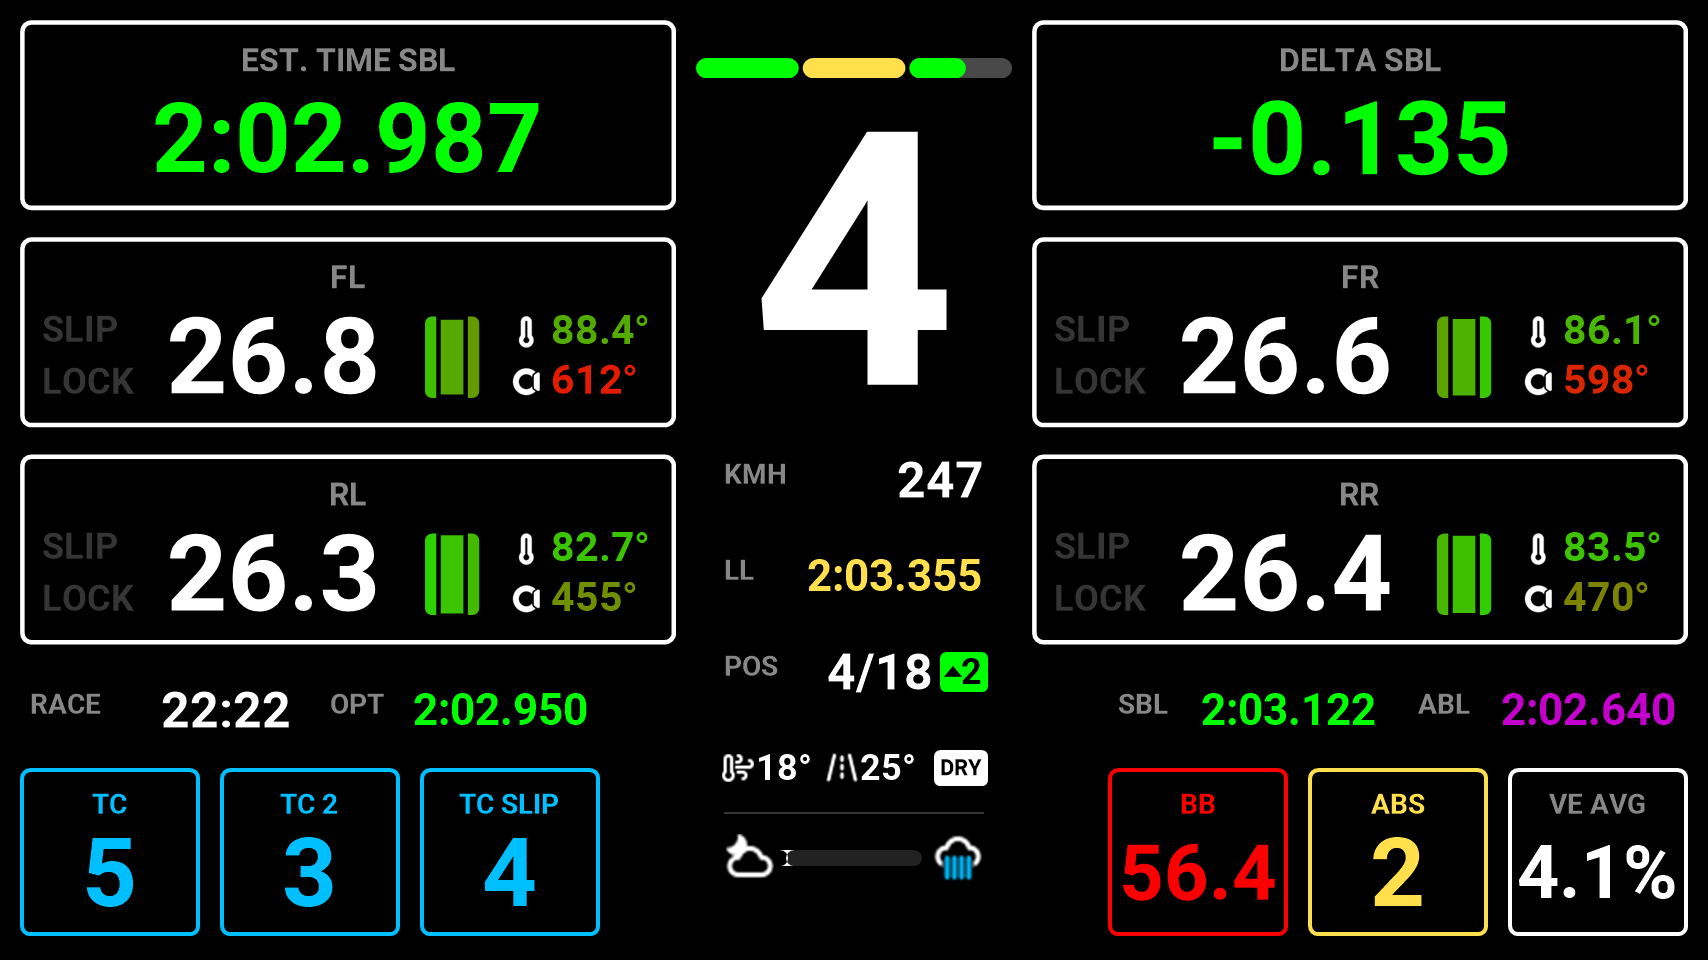 EST. TIME SBL
2:02.987
4
DELTA SBL
-0.135
FL
SLIP
LOCK
26.8
88.4°
612°
FR
SLIP
LOCK
26.6
86.1°
598°
RL
SLIP
LOCK
26.3
82.7°
455°
KMH 247
LL 2:03.355
POS 4/18 2
RR
SLIP
LOCK
26.4
83.5°
470°
RACE 22:22 OPT 2:02.950
SBL 2:03.122 ABL 2:02.640
18° 25° DRY
TC
5
TC 2
3
TC SLIP
4
BB
56.4
ABS
2
VE AVG
4.1%